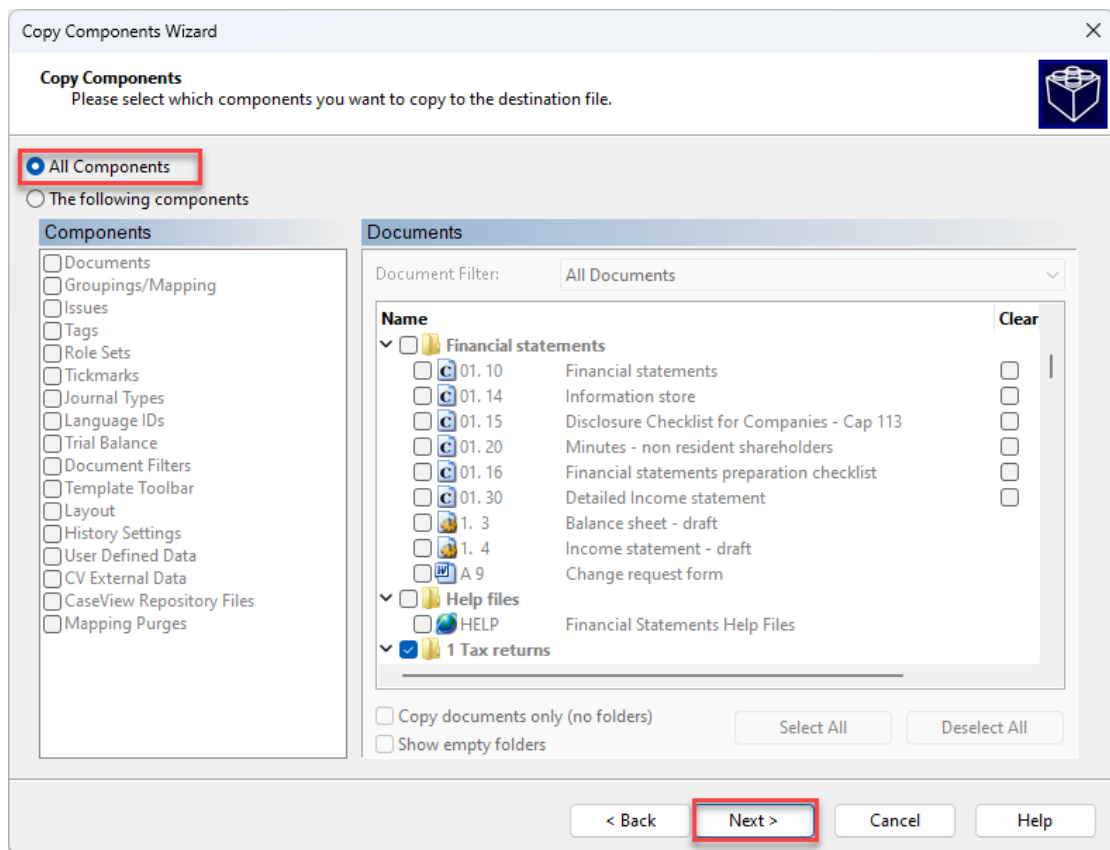 Copy Components Wizard
Copy Components
Please select which components you want to copy to the destination file.
All Components
The following components
Components
Documents
Groupings/Mapping
Issues
Tags
Role Sets
Tickmarks
Journal Types
Language IDs
Trial Balance
Document Filters
Template Toolbar
Layout
History Settings
User Defined Data
CV External Data
CaseView Repository Files
Mapping Purges
Documents
Document Filter: All Documents
Name Clear
Financial statements
01. 10 Financial statements
01. 14 Information store
01. 15 Disclosure Checklist for Companies - Cap 113
01. 20 Minutes - non resident shareholders
01. 16 Financial statements preparation checklist
01. 30 Detailed Income statement
1. 3 Balance sheet - draft
1. 4 Income statement - draft
A 9 Change request form
Help files
HELP Financial Statements Help Files
1 Tax returns
Copy documents only (no folders)
Show empty folders
Select All Deselect All
< Back Next > Cancel Help